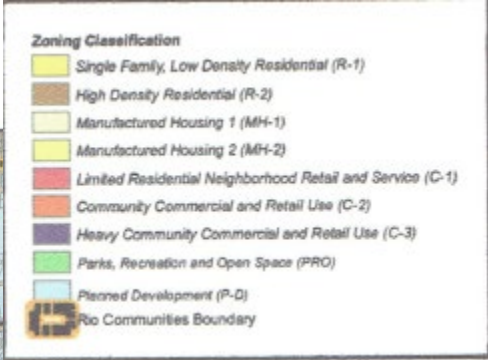 Zoning Classification
Single Family, Low Density Residential (R-1)
High Density Residential (R-2)
Manufactured Housing 1 (MH-1)
Manufactured Housing 2 (MH-2)
Limited Residential Neighborhood Retail and Service (C-1)
Community Commercial and Retail Use (C-2)
Heavy Community Commercial and Retail Use (C-3)
Parks, Recreation and Open Space (PRO)
Planned Development (P-D)
Rio Communities Boundary